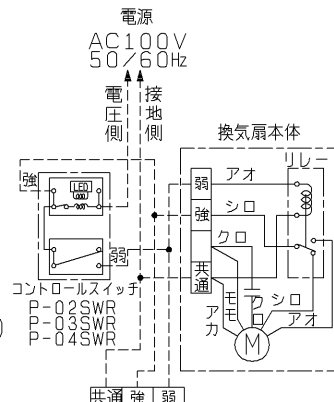 電源
AC100V
50/60Hz
電圧側
接地側
換気扇本体
リレー
強
LED
弱
アオ
強
シロ
クロ
弱
共通
コントロールスイッチ
P-02SWR
P-03SWR
P-04SWR
)
アカ
モモ
クロ
シロ
アオ
M
共通
強
弱